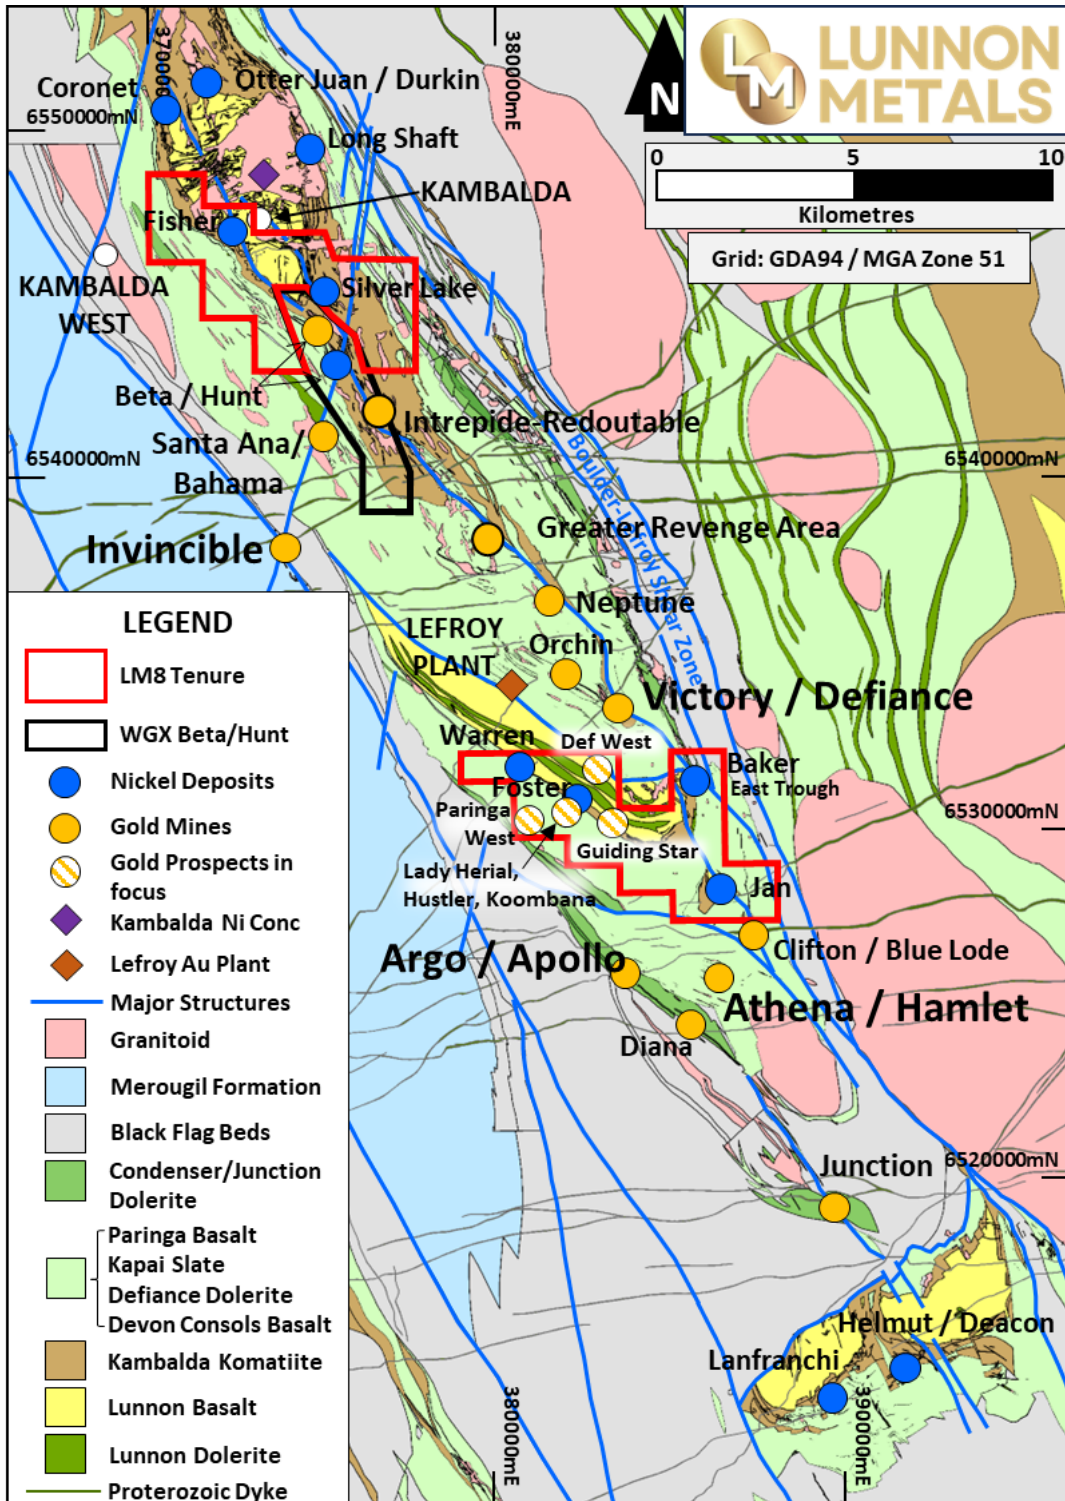 370000
380000mE
LM
LUNNON
METALS
Coronet
Otter Juan / Durkin
6550000mN
N
Long Shaft
0 5 10
Kilometres
KAMBALDA
Fisher
Grid: GDA94 / MGA Zone 51
KAMBALDA
WEST
Silver Lake
Beta / Hunt
Intrepide-Redoutable
Santa Ana/
Bahama
6540000mN
6540000mN
Boulder-Lefroy Shear Zone
Greater Revenge Area
Invincible
Neptune
LEFROY
PLANT
Orchin
Victory / Defiance
Warren
Def West
Baker
East Trough
Foster
Paringa
West
6530000mN
Guiding Star
Lady Herial,
Hustler, Koombana
Jan
Argo / Apollo
Clifton / Blue Lode
Athena / Hamlet
Diana
Junction
6520000mN
Helmut / Deacon
Lanfranchi
380000mE
390000mE
LEGEND
LM8 Tenure
WGX Beta/Hunt
Nickel Deposits
Gold Mines
Gold Prospects in
focus
Kambalda Ni Conc
Lefroy Au Plant
Major Structures
Granitoid
Merougil Formation
Black Flag Beds
Condenser/Junction
Dolerite
Paringa Basalt
Kapai Slate
Defiance Dolerite
Devon Consols Basalt
Kambalda Komatiite
Lunnon Basalt
Lunnon Dolerite
Proterozoic Dyke